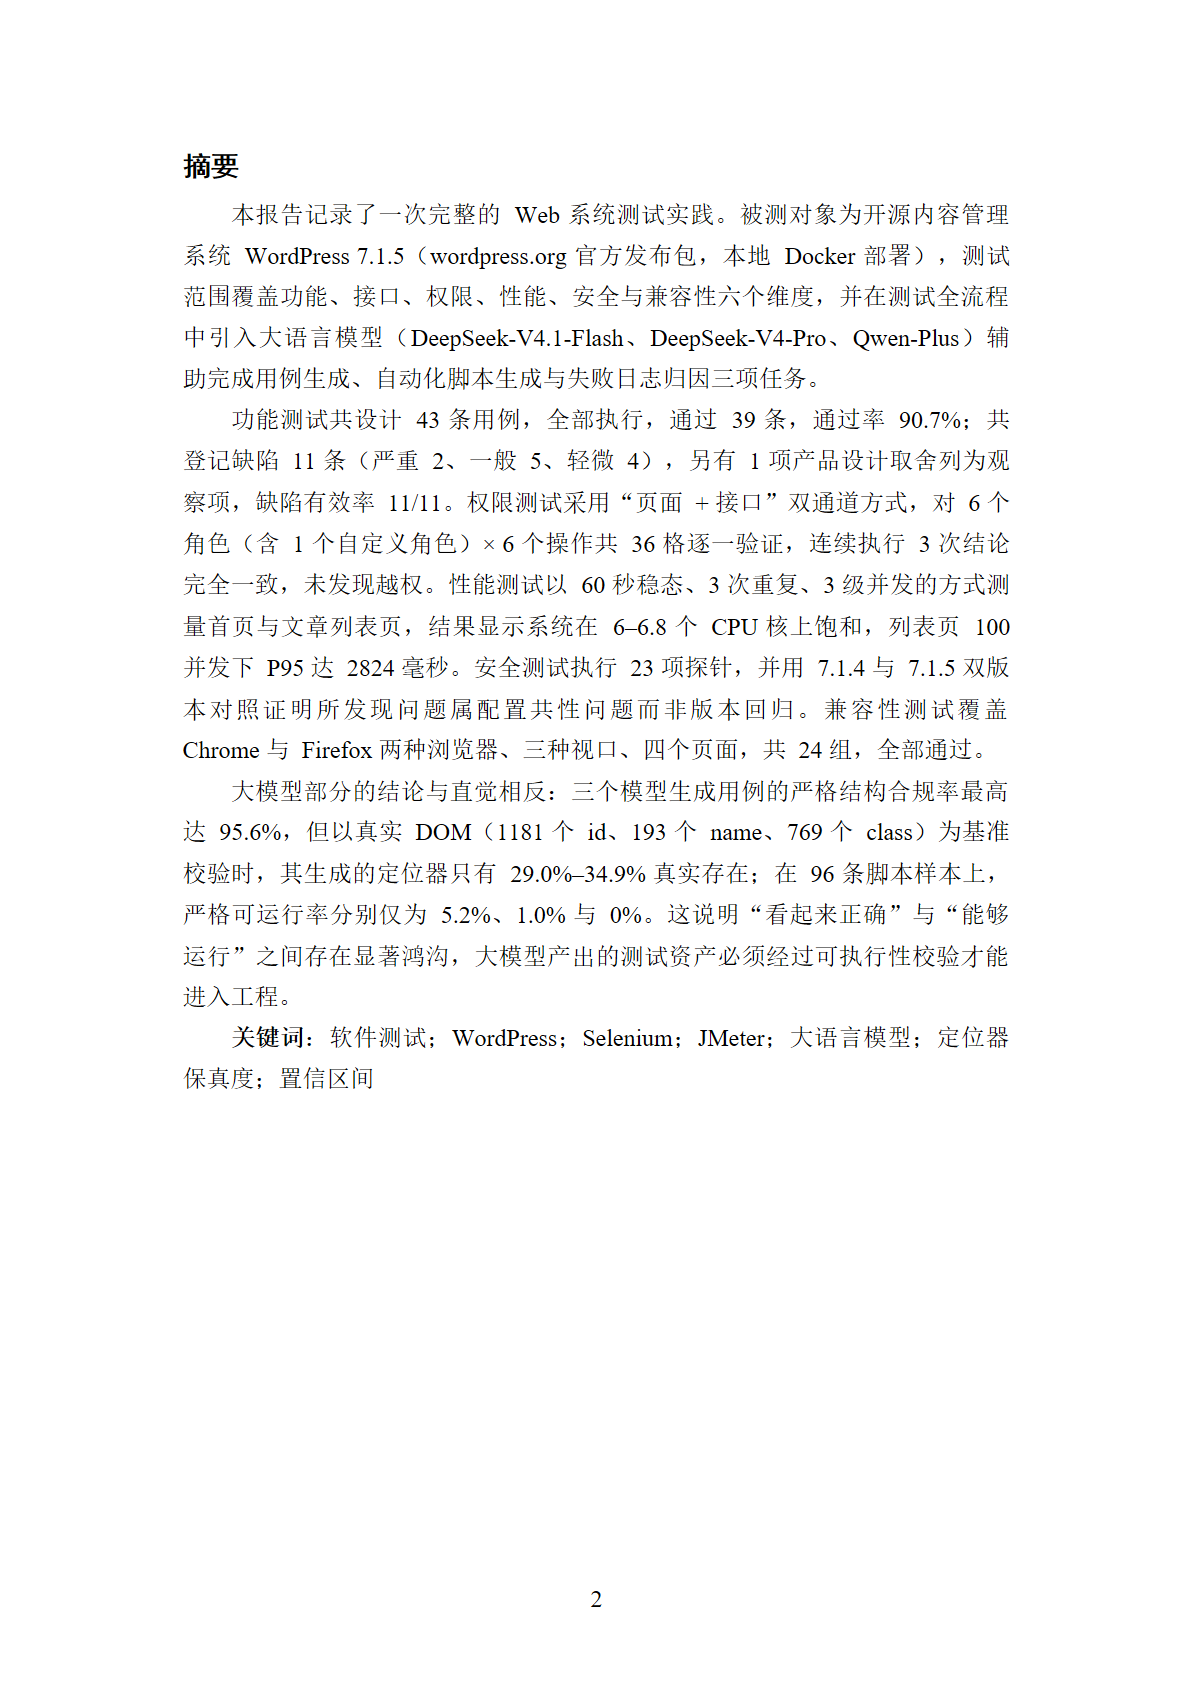 摘要
本报告记录了一次完整的 Web 系统测试实践。被测对象为开源内容管理
系统 WordPress 7.1.5（wordpress.org 官方发布包，本地 Docker 部署），测试
范围覆盖功能、接口、权限、性能、安全与兼容性六个维度，并在测试全流程
中引入大语言模型（DeepSeek-V4.1-Flash、DeepSeek-V4-Pro、Qwen-Plus）辅
助完成用例生成、自动化脚本生成与失败日志归因三项任务。
功能测试共设计 43 条用例，全部执行，通过 39 条，通过率 90.7%；共
登记缺陷 11 条（严重 2、一般 5、轻微 4），另有 1 项产品设计取舍列为观
察项，缺陷有效率 11/11。权限测试采用“页面 + 接口”双通道方式，对 6 个
角色（含 1 个自定义角色）× 6 个操作共 36 格逐一验证，连续执行 3 次结论
完全一致，未发现越权。性能测试以 60 秒稳态、3 次重复、3 级并发的方式测
量首页与文章列表页，结果显示系统在 6–6.8 个 CPU 核上饱和，列表页 100
并发下 P95 达 2824 毫秒。安全测试执行 23 项探针，并用 7.1.4 与 7.1.5 双版
本对照证明所发现问题属配置共性问题而非版本回归。兼容性测试覆盖
Chrome 与 Firefox 两种浏览器、三种视口、四个页面，共 24 组，全部通过。
大模型部分的结论与直觉相反：三个模型生成用例的严格结构合规率最高
达 95.6%，但以真实 DOM（1181 个 id、193 个 name、769 个 class）为基准
校验时，其生成的定位器只有 29.0%–34.9% 真实存在；在 96 条脚本样本上，
严格可运行率分别仅为 5.2%、1.0% 与 0%。这说明“看起来正确”与“能够
运行”之间存在显著鸿沟，大模型产出的测试资产必须经过可执行性校验才能
进入工程。
关键词：软件测试；WordPress；Selenium；JMeter；大语言模型；定位器
保真度；置信区间
2